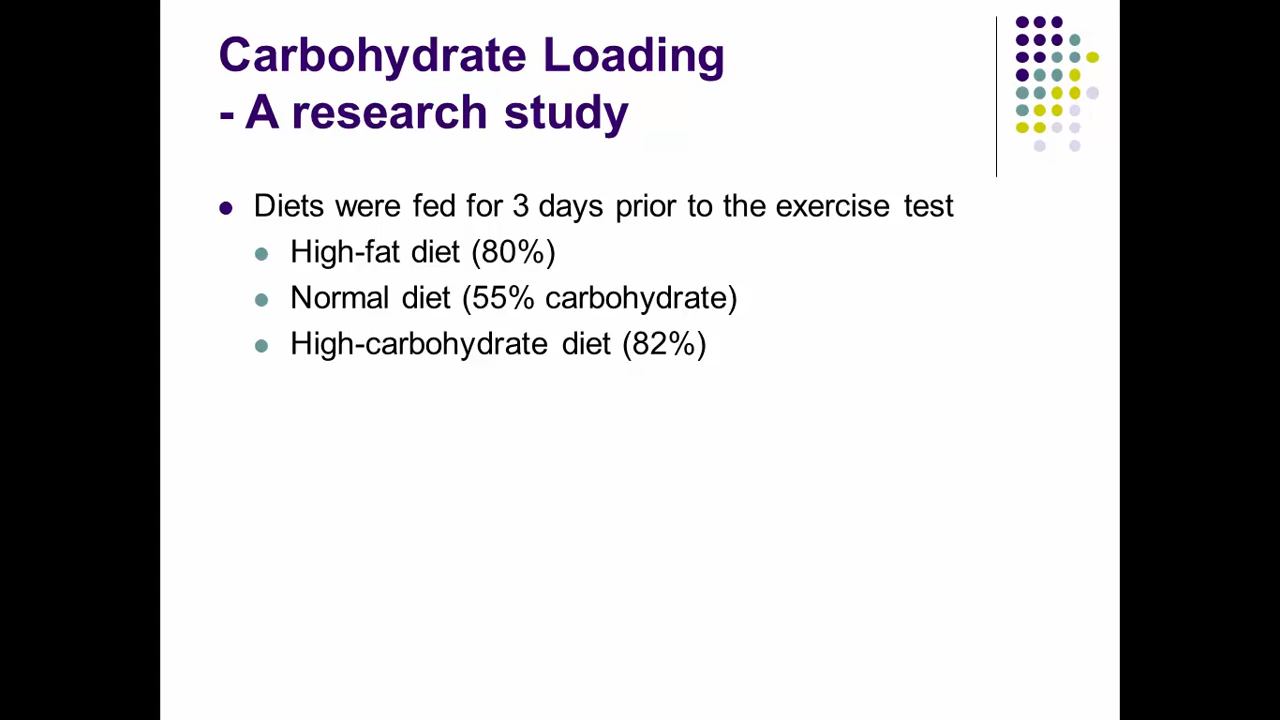 Carbohydrate Loading
- A research study
Diets were fed for 3 days prior to the exercise test
High-fat diet (80%)
Normal diet (55% carbohydrate)
High-carbohydrate diet (82%)